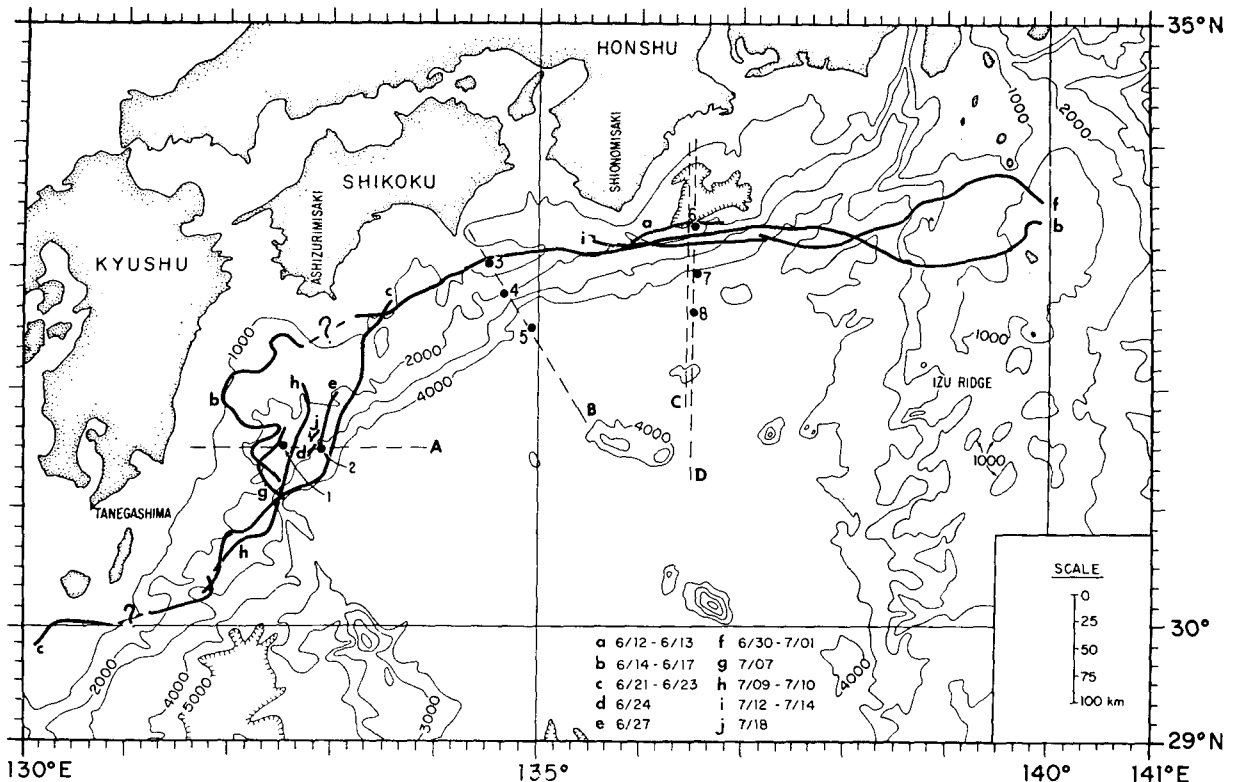 35°N
HONSHU
1000
2000
SHIONOMISAKI
SHIKOKU
ASHIZURIMISAKI
KYUSHU
a
6
f
b
i
3
7
4
c
8
5
?
1000
2000
1000
4000
h
e
IZU RIDGE
b
B
C
4000
j
A
d
2
1000
g
1
D
TANEGASHIMA
h
SCALE
0
25
50
75
100 km
?
30°
c
2000
4000
5000
3000
4000
a 6/12 - 6/13 f 6/30 - 7/01
b 6/14 - 6/17 g 7/07
c 6/21 - 6/23 h 7/09 - 7/10
d 6/24 i 7/12 - 7/14
e 6/27 j 7/18
29°N
130°E
135°
140°
141°E